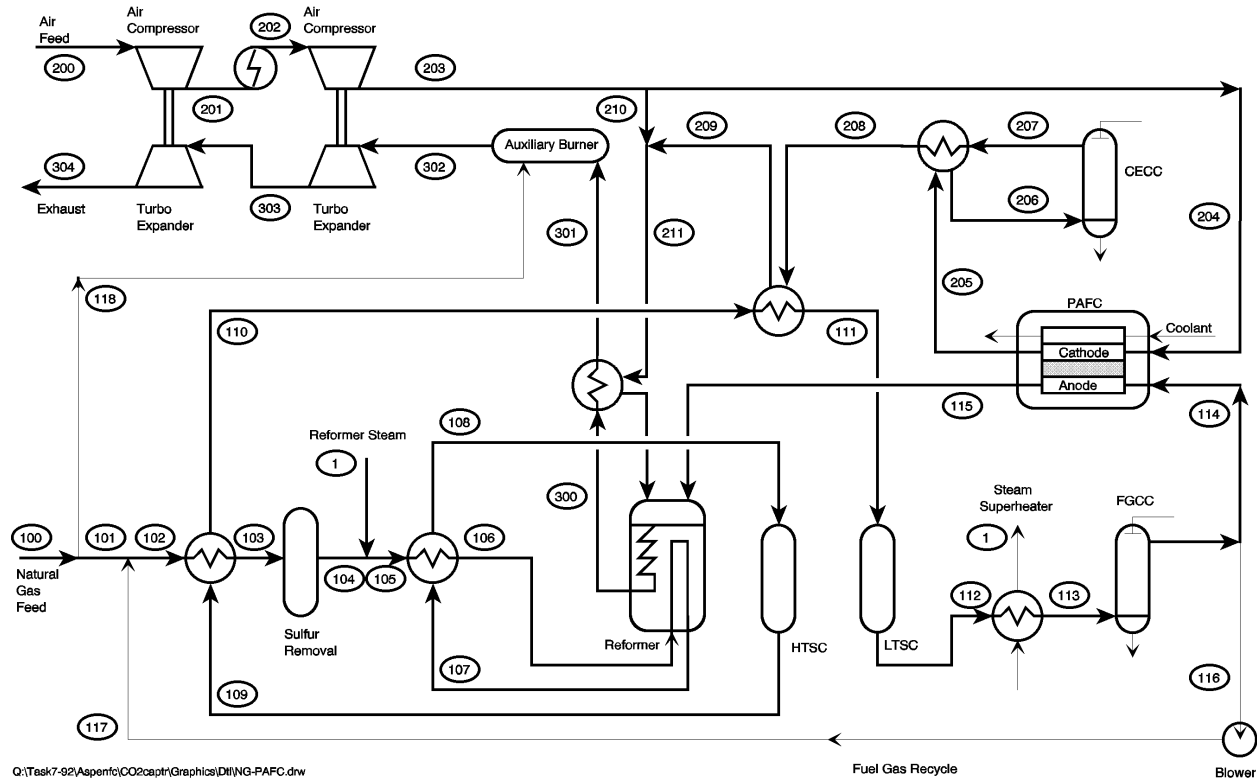 Air
Feed
200
Air
Compressor
201
202
Air
Compressor
203
210
209
208
207
CECC
206
204
304
Exhaust
Turbo
Expander
303
Turbo
Expander
302
Auxiliary Burner
301
211
205
118
110
111
PAFC
Coolant
Cathode
Anode
115
114
108
Reformer Steam
1
300
Steam
Superheater
1
FGCC
100
101
102
103
104
105
106
Natural
Gas
Feed
Sulfur
Removal
Reformer
HTSC
LTSC
112
113
107
109
116
117
Q:\Task7-92\Aspenfc\CO2captr\Graphics\Dtl\NG-PAFC.drw
Fuel Gas Recycle
Blower